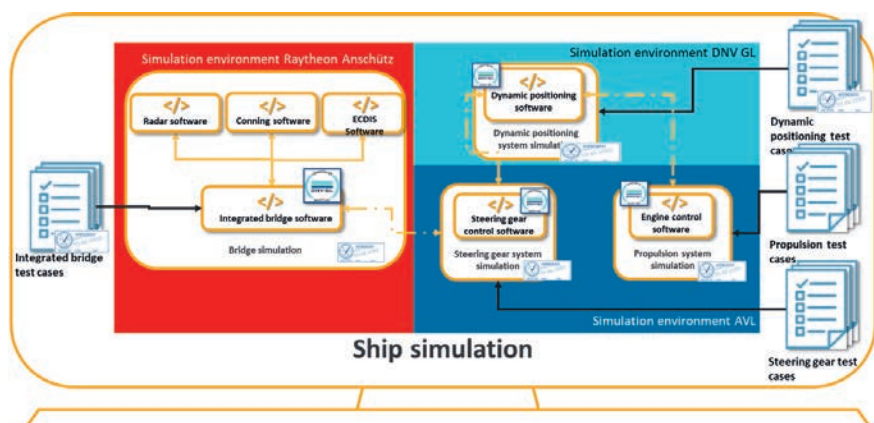 Simulation environment Raytheon Anschütz
Simulation environment DNV GL
</>
Radar software
</>
Conning software
</>
ECDIS
Software
</>
Dynamic positioning
software
Dynamic positioning
system simulation
Dynamic
positioning test
cases
</>
Integrated bridge software
Bridge simulation
Integrated bridge
test cases
</>
Steering gear
control software
Steering gear system
simulation
</>
Engine control
software
Propulsion system
simulation
Propulsion test
cases
Simulation environment AVL
Steering gear test
cases
Ship simulation